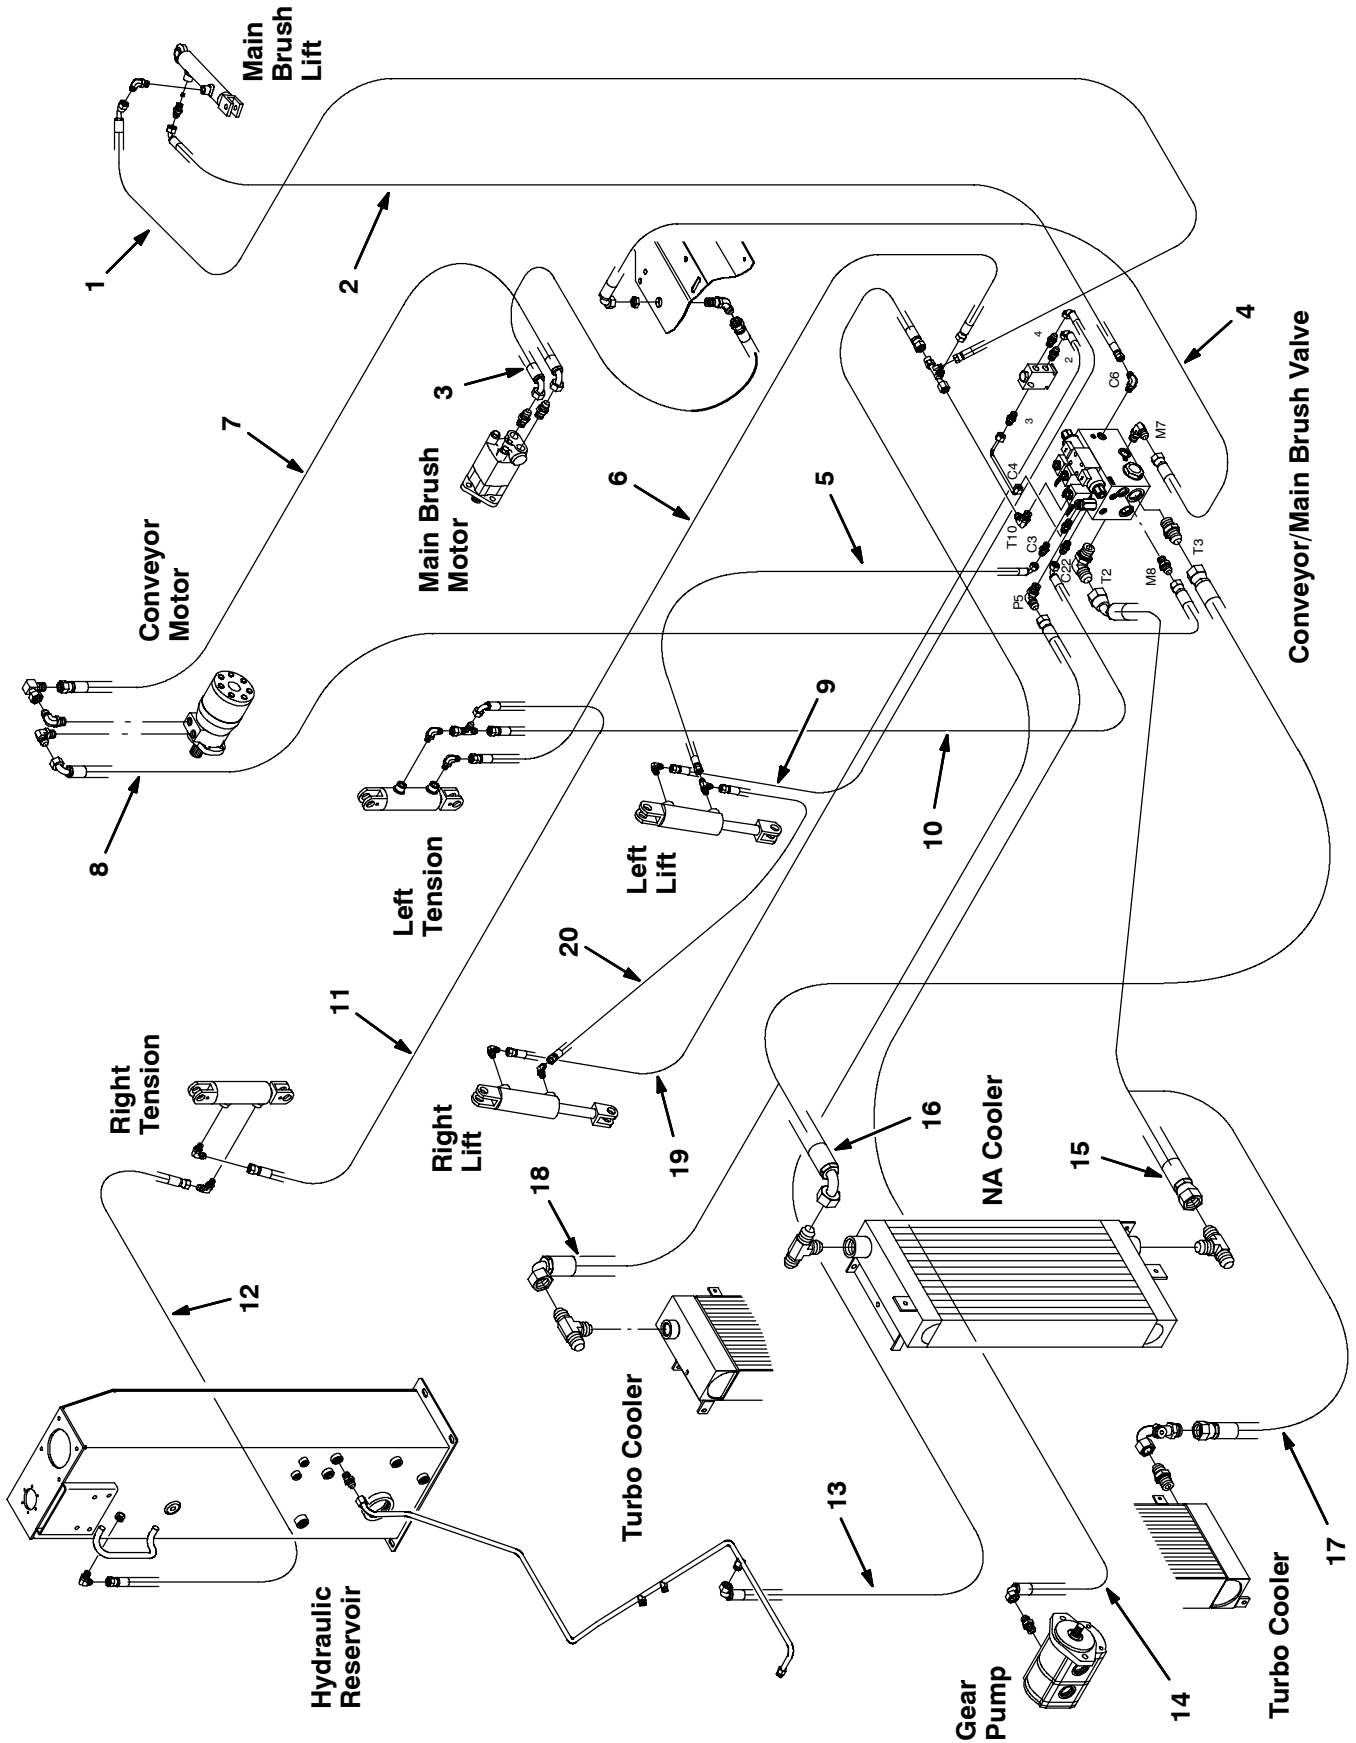 Main
Brush
Lift
1
2
3
4
Conveyor/Main Brush Valve
7
Conveyor
Motor
Main Brush
Motor
6
5
4
2
3
C6
M7
C4
T10
C3
C22
P5
T2
M8
T3
8
9
10
Left
Tension
Left
Lift
11
20
Right
Tension
Right
Lift
19
16
NA Cooler
15
18
12
Turbo Cooler
13
17
Hydraulic
Reservoir
Gear
Pump
14
Turbo Cooler